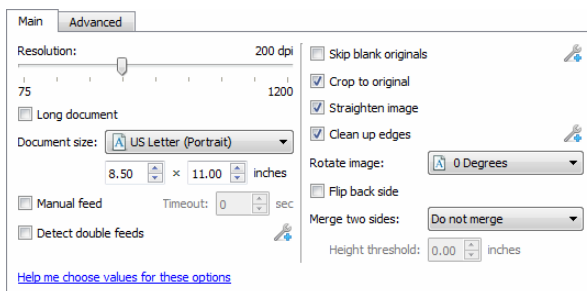 Main
Advanced
Resolution: 200 dpi
75 1200
Long document
Document size: US Letter (Portrait)
8.50 × 11.00 inches
Manual feed Timeout: 0 sec
Detect double feeds
Help me choose values for these options
Skip blank originals
Crop to original
Straighten image
Clean up edges
Rotate image: 0 Degrees
Flip back side
Merge two sides: Do not merge
Height threshold: 0.00 inches